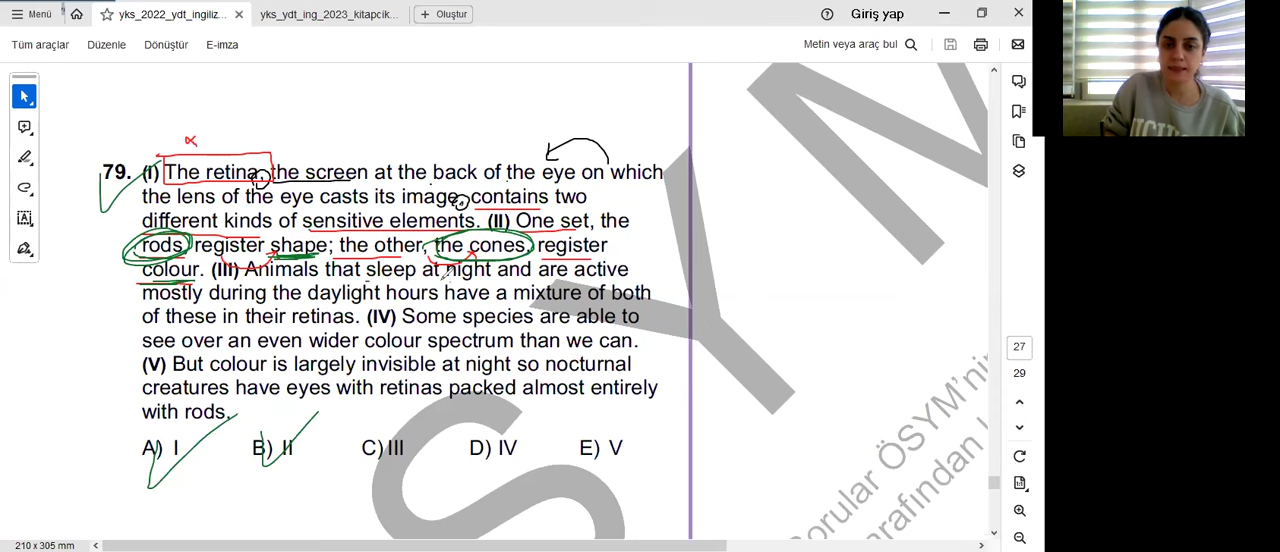 Menü
yks_2022_ydt_ingiliz...
yks_ydt_ing_2023_kitapcik...
Oluştur
Giriş yap
Tüm araçlar
Düzenle
Dönüştür
E-imza
Metin veya araç bul
79. (I) The retina, the screen at the back of the eye on which
the lens of the eye casts its image, contains two
different kinds of sensitive elements. (II) One set, the
rods register shape; the other, the cones, register
colour. (III) Animals that sleep at night and are active
mostly during the daylight hours have a mixture of both
of these in their retinas. (IV) Some species are able to
see over an even wider colour spectrum than we can.
(V) But colour is largely invisible at night so nocturnal
creatures have eyes with retinas packed almost entirely
with rods.
A) I B) II C) III D) IV E) V
S Y M
orular ÖSYM'nin
arafından
27
29
210 x 305 mm